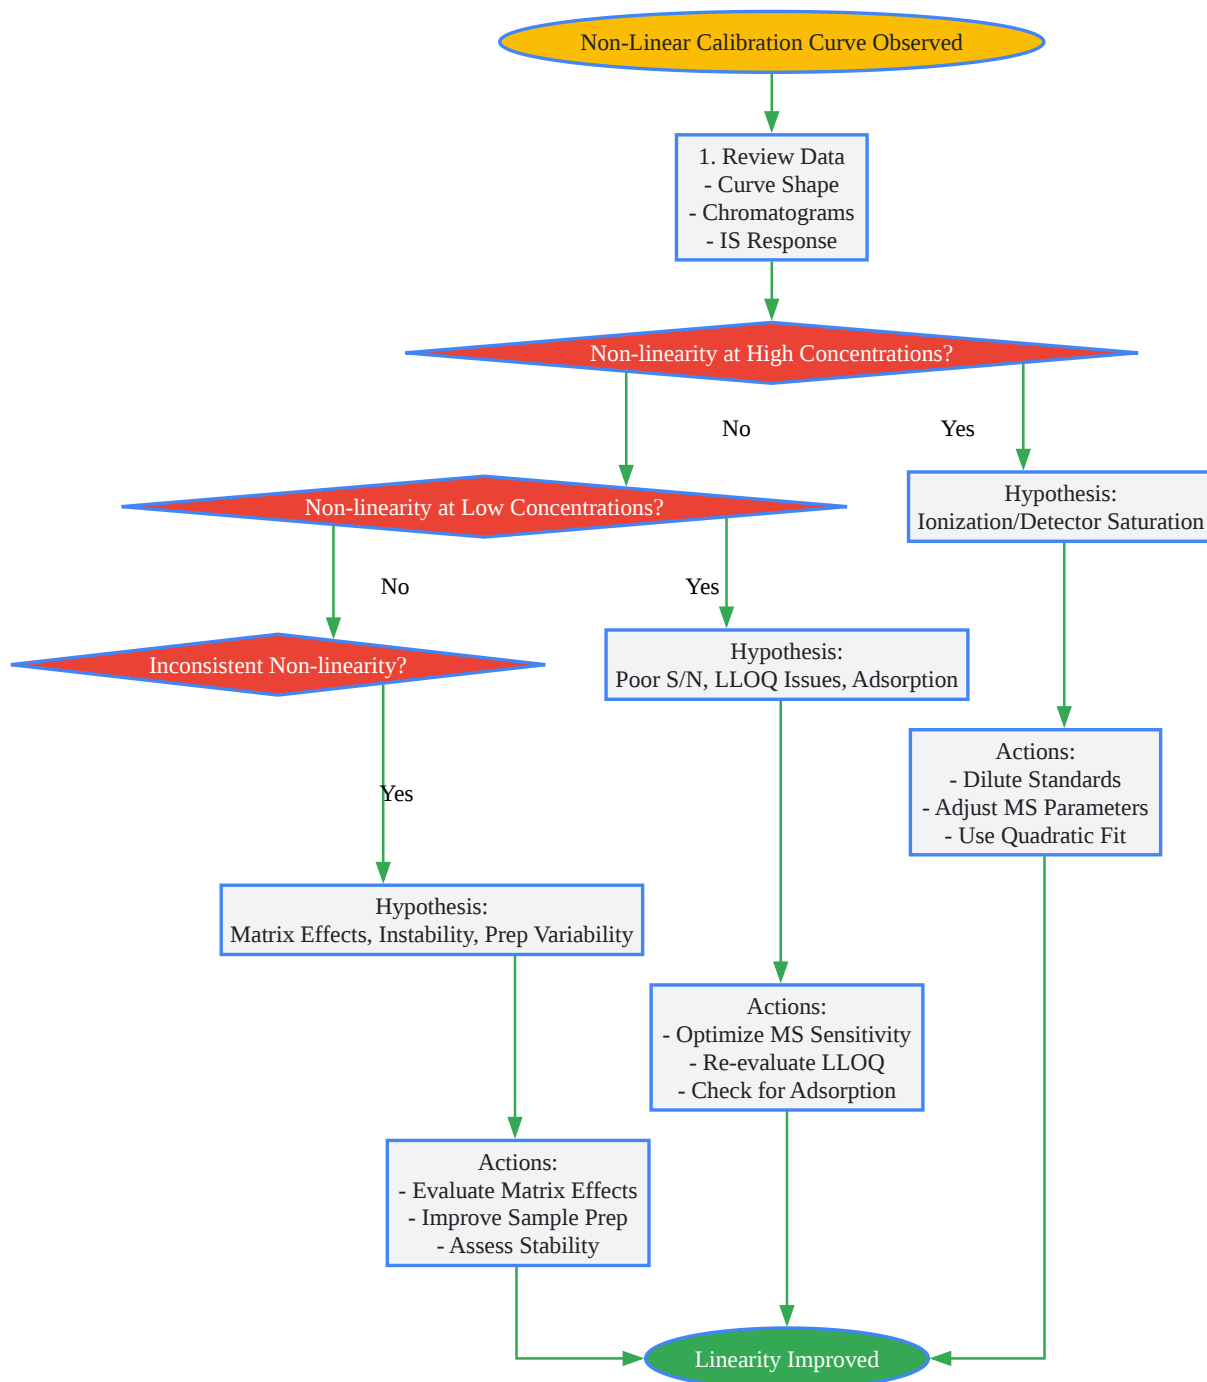 Non-Linear Calibration Curve Observed
1. Review Data
- Curve Shape
- Chromatograms
- IS Response
Non-linearity at High Concentrations?
No
Yes
Non-linearity at Low Concentrations?
Hypothesis:
Ionization/Detector Saturation
No
Yes
Inconsistent Non-linearity?
Hypothesis:
Poor S/N, LLOQ Issues, Adsorption
Actions:
- Dilute Standards
- Adjust MS Parameters
- Use Quadratic Fit
Yes
Hypothesis:
Matrix Effects, Instability, Prep Variability
Actions:
- Optimize MS Sensitivity
- Re-evaluate LLOQ
- Check for Adsorption
Actions:
- Evaluate Matrix Effects
- Improve Sample Prep
- Assess Stability
Linearity Improved